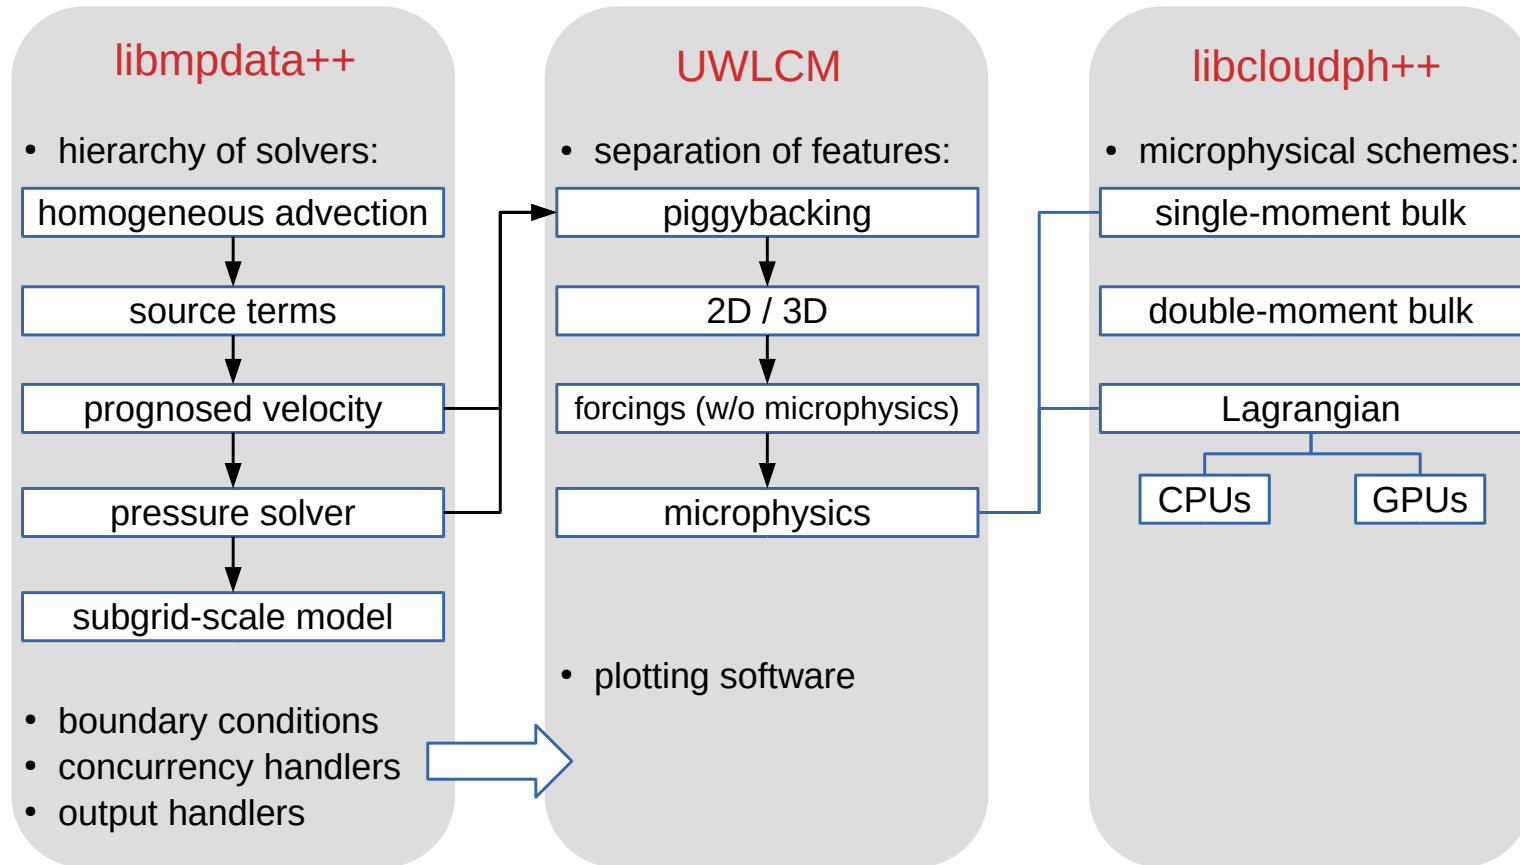 libmpdata++
• hierarchy of solvers:
homogeneous advection
source terms
prognosed velocity
pressure solver
subgrid-scale model
• boundary conditions
• concurrency handlers
• output handlers
UWLCM
• separation of features:
piggybacking
2D / 3D
forcings (w/o microphysics)
microphysics
• plotting software
libcloudph++
• microphysical schemes:
single-moment bulk
double-moment bulk
Lagrangian
CPUs
GPUs